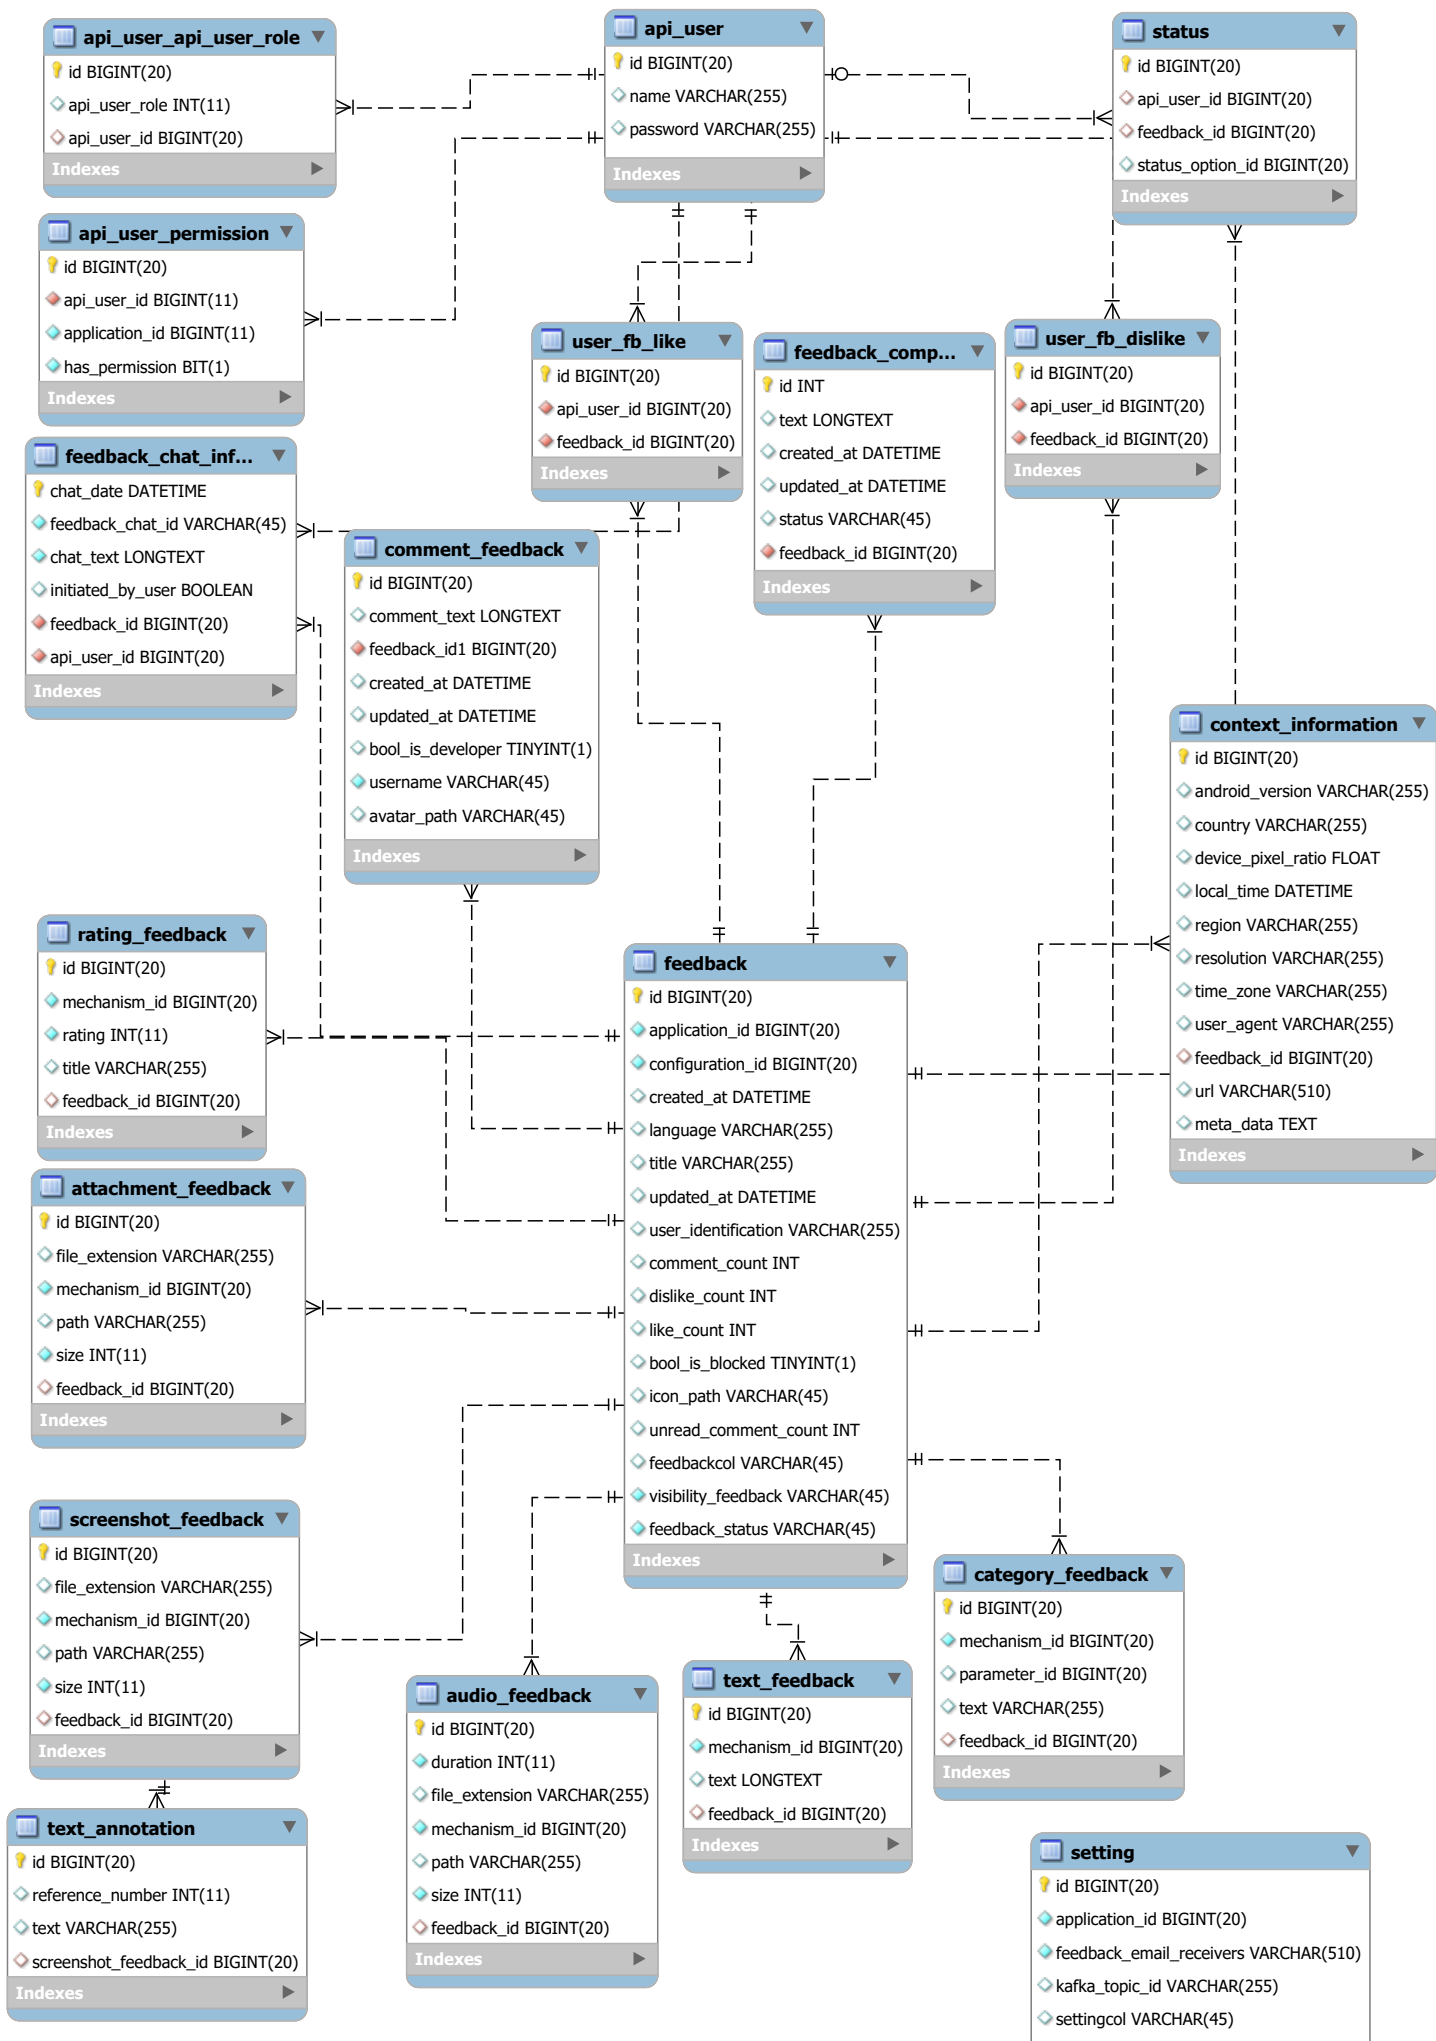 api_user_api_user_role
id BIGINT(20)
api_user_role INT(11)
api_user_id BIGINT(20)
Indexes
api_user
id BIGINT(20)
name VARCHAR(255)
password VARCHAR(255)
Indexes
status
id BIGINT(20)
api_user_id BIGINT(20)
feedback_id BIGINT(20)
status_option_id BIGINT(20)
Indexes
api_user_permission
id BIGINT(20)
api_user_id BIGINT(11)
application_id BIGINT(11)
has_permission BIT(1)
Indexes
user_fb_like
id BIGINT(20)
api_user_id BIGINT(20)
feedback_id BIGINT(20)
Indexes
feedback_comp...
id INT
text LONGTEXT
created_at DATETIME
updated_at DATETIME
status VARCHAR(45)
feedback_id BIGINT(20)
Indexes
user_fb_dislike
id BIGINT(20)
api_user_id BIGINT(20)
feedback_id BIGINT(20)
Indexes
feedback_chat_inf...
chat_date DATETIME
feedback_chat_id VARCHAR(45)
chat_text LONGTEXT
initiated_by_user BOOLEAN
feedback_id BIGINT(20)
api_user_id BIGINT(20)
Indexes
comment_feedback
id BIGINT(20)
comment_text LONGTEXT
feedback_id1 BIGINT(20)
created_at DATETIME
updated_at DATETIME
bool_is_developer TINYINT(1)
username VARCHAR(45)
avatar_path VARCHAR(45)
Indexes
context_information
id BIGINT(20)
android_version VARCHAR(255)
country VARCHAR(255)
device_pixel_ratio FLOAT
local_time DATETIME
region VARCHAR(255)
resolution VARCHAR(255)
time_zone VARCHAR(255)
user_agent VARCHAR(255)
feedback_id BIGINT(20)
url VARCHAR(510)
meta_data TEXT
Indexes
rating_feedback
id BIGINT(20)
mechanism_id BIGINT(20)
rating INT(11)
title VARCHAR(255)
feedback_id BIGINT(20)
Indexes
feedback
id BIGINT(20)
application_id BIGINT(20)
configuration_id BIGINT(20)
created_at DATETIME
language VARCHAR(255)
title VARCHAR(255)
updated_at DATETIME
user_identification VARCHAR(255)
comment_count INT
dislike_count INT
like_count INT
bool_is_blocked TINYINT(1)
icon_path VARCHAR(45)
unread_comment_count INT
feedbackcol VARCHAR(45)
visibility_feedback VARCHAR(45)
feedback_status VARCHAR(45)
Indexes
attachment_feedback
id BIGINT(20)
file_extension VARCHAR(255)
mechanism_id BIGINT(20)
path VARCHAR(255)
size INT(11)
feedback_id BIGINT(20)
Indexes
screenshot_feedback
id BIGINT(20)
file_extension VARCHAR(255)
mechanism_id BIGINT(20)
path VARCHAR(255)
size INT(11)
feedback_id BIGINT(20)
Indexes
category_feedback
id BIGINT(20)
mechanism_id BIGINT(20)
parameter_id BIGINT(20)
text VARCHAR(255)
feedback_id BIGINT(20)
Indexes
audio_feedback
id BIGINT(20)
duration INT(11)
file_extension VARCHAR(255)
mechanism_id BIGINT(20)
path VARCHAR(255)
size INT(11)
feedback_id BIGINT(20)
Indexes
text_feedback
id BIGINT(20)
mechanism_id BIGINT(20)
text LONGTEXT
feedback_id BIGINT(20)
Indexes
text_annotation
id BIGINT(20)
reference_number INT(11)
text VARCHAR(255)
screenshot_feedback_id BIGINT(20)
Indexes
setting
id BIGINT(20)
application_id BIGINT(20)
feedback_email_receivers VARCHAR(510)
kafka_topic_id VARCHAR(255)
settingcol VARCHAR(45)